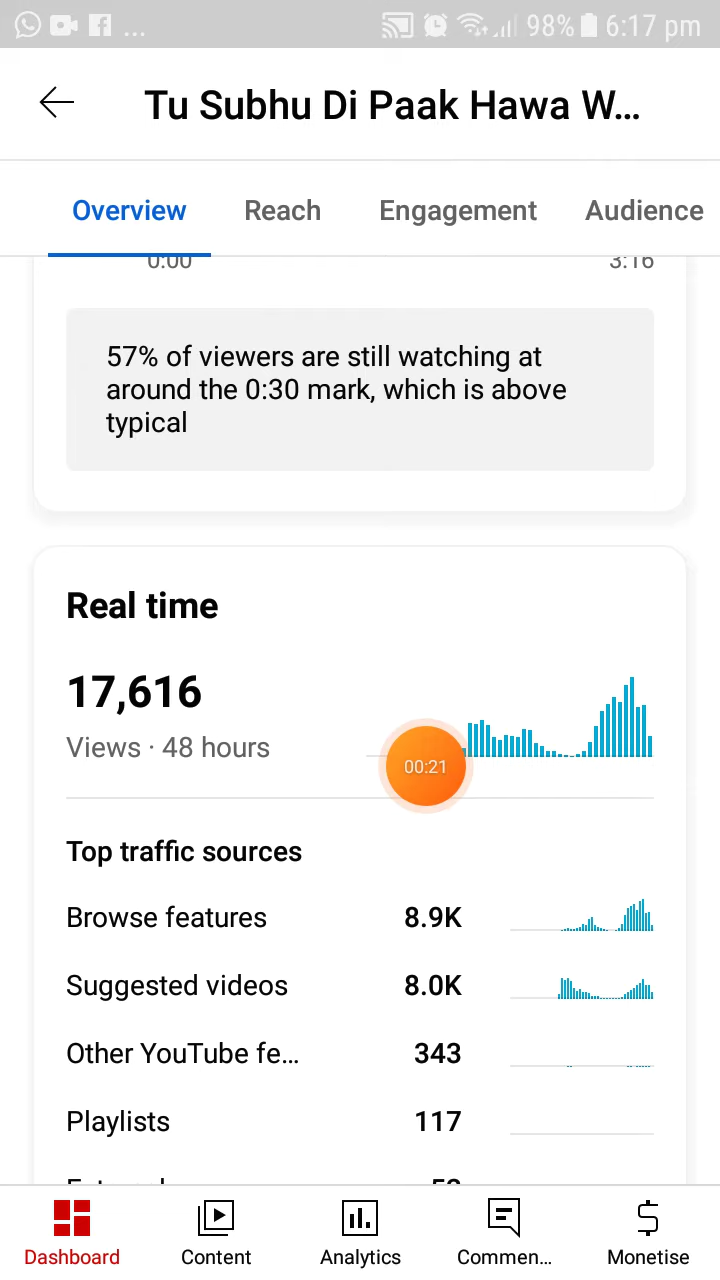 ... 98% 6:17 pm
Tu Subhu Di Paak Hawa W...
Overview Reach Engagement Audience
0:00 3:16
57% of viewers are still watching at
around the 0:30 mark, which is above
typical
Real time
17,616
Views · 48 hours
00:21
Top traffic sources
Browse features 8.9K
Suggested videos 8.0K
Other YouTube fe... 343
Playlists 117
Dashboard Content Analytics Commen... Monetise